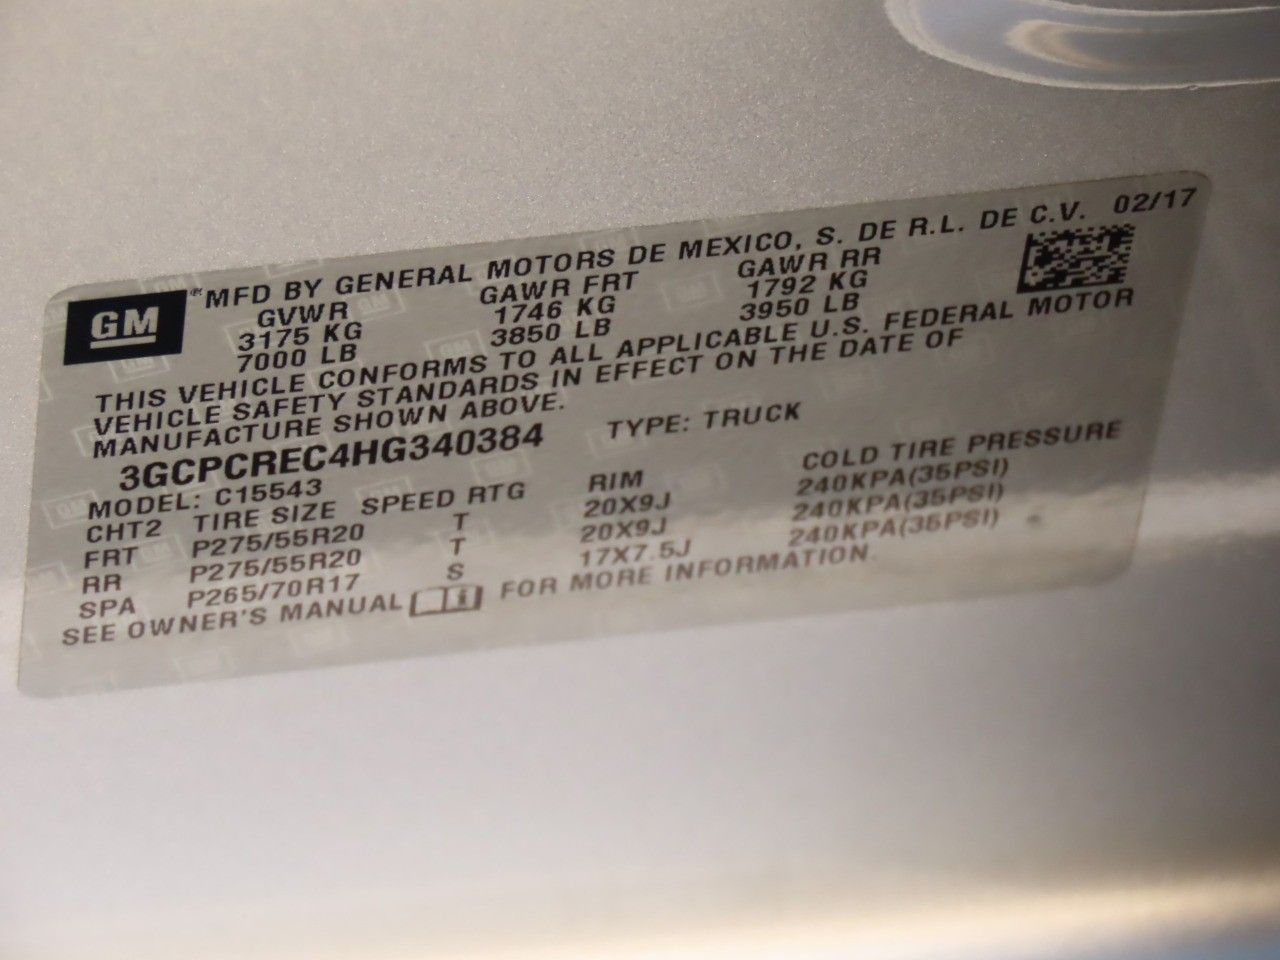 GM MFD BY GENERAL MOTORS DE MEXICO, S. DE R.L. DE C.V. 02/17
GVWR GAWR FRT GAWR RR
3175 KG 1746 KG 1792 KG
7000 LB 3850 LB 3950 LB
THIS VEHICLE CONFORMS TO ALL APPLICABLE U.S. FEDERAL MOTOR
VEHICLE SAFETY STANDARDS IN EFFECT ON THE DATE OF
MANUFACTURE SHOWN ABOVE.
3GCPCREC4HG340384 TYPE: TRUCK
MODEL: C15543
CHT2 TIRE SIZE SPEED RTG RIM COLD TIRE PRESSURE
FRT P275/55R20 T 20X9J 240KPA(35PSI)
RR P275/55R20 T 20X9J 240KPA(35PSI)
SPA P265/70R17 S 17X7.5J 240KPA(35PSI)
SEE OWNER'S MANUAL FOR MORE INFORMATION.